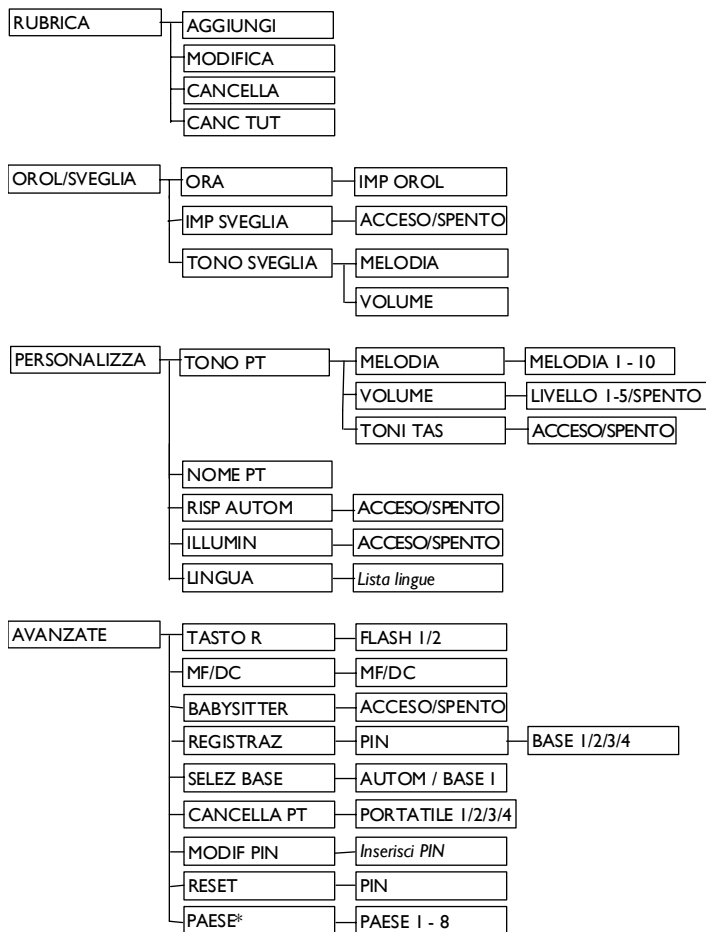 RUBRICA AGGIUNGI
MODIFICA
CANCELLA
CANC TUT
OROL/SVEGLIA ORA IMP OROL
IMP SVEGLIA ACCESO/SPENTO
TONO SVEGLIA MELODIA
VOLUME
PERSONALIZZA TONO PT MELODIA MELODIA 1 - 10
VOLUME LIVELLO 1-5/SPENTO
TONI TAS ACCESO/SPENTO
NOME PT
RISP AUTOM ACCESO/SPENTO
ILLUMIN ACCESO/SPENTO
LINGUA Lista lingue
AVANZATE TASTO R FLASH 1/2
MF/DC MF/DC
BABYSITTER ACCESO/SPENTO
REGISTRAZ PIN BASE 1/2/3/4
SELEZ BASE AUTOM / BASE 1
CANCELLA PT PORTATILE 1/2/3/4
MODIF PIN Inserisci PIN
RESET PIN
PAESE* PAESE 1 - 8